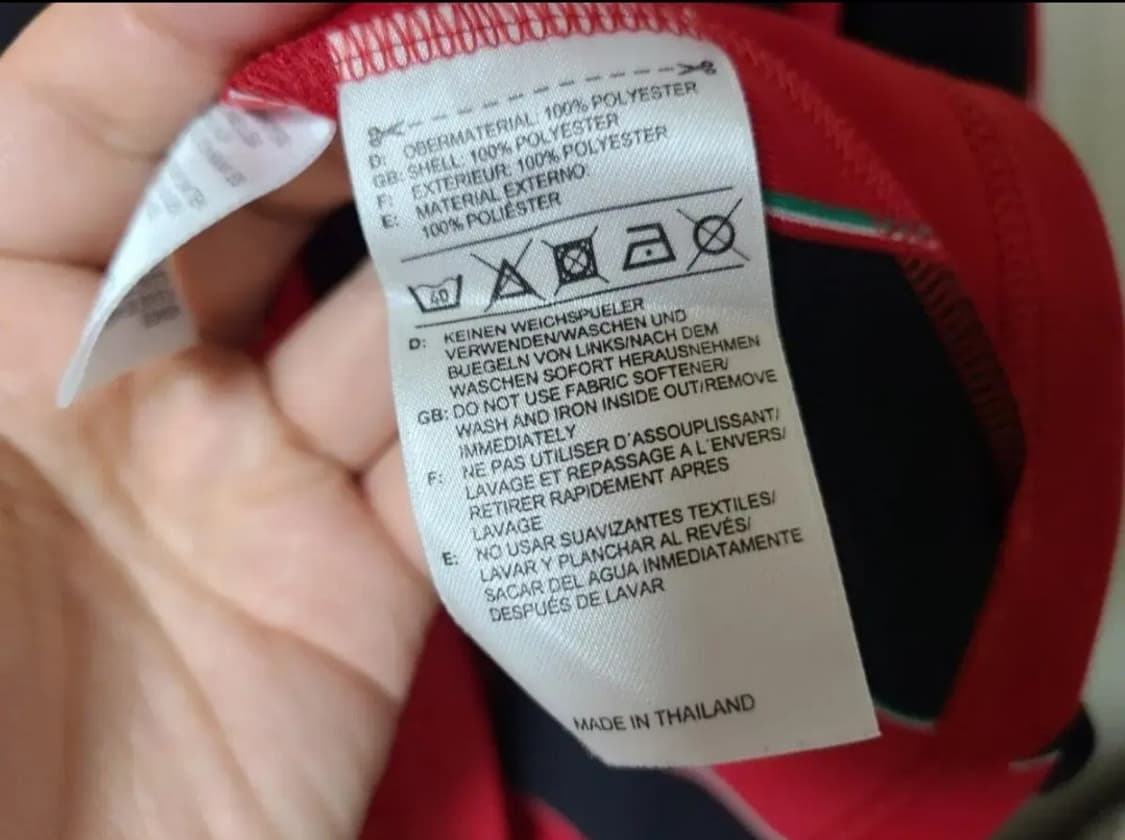 D: OBERMATERIAL: 100% POLYESTER
GB: SHELL: 100% POLYESTER
F: EXTERIEUR: 100% POLYESTER
E: MATERIAL EXTERNO:
100% POLIÉSTER
40
D: KEINEN WEICHSPUELER
VERWENDEN/WASCHEN UND
BUEGELN VON LINKS/NACH DEM
WASCHEN SOFORT HERAUSNEHMEN
GB: DO NOT USE FABRIC SOFTENER/
WASH AND IRON INSIDE OUT/REMOVE
IMMEDIATELY
F: NE PAS UTILISER D'ASSOUPLISSANT/
LAVAGE ET REPASSAGE A L'ENVERS/
RETIRER RAPIDEMENT APRES
LAVAGE
E: NO USAR SUAVIZANTES TEXTILES/
LAVAR Y PLANCHAR AL REVÉS/
SACAR DEL AGUA INMEDIATAMENTE
DESPUÉS DE LAVAR
MADE IN THAILAND